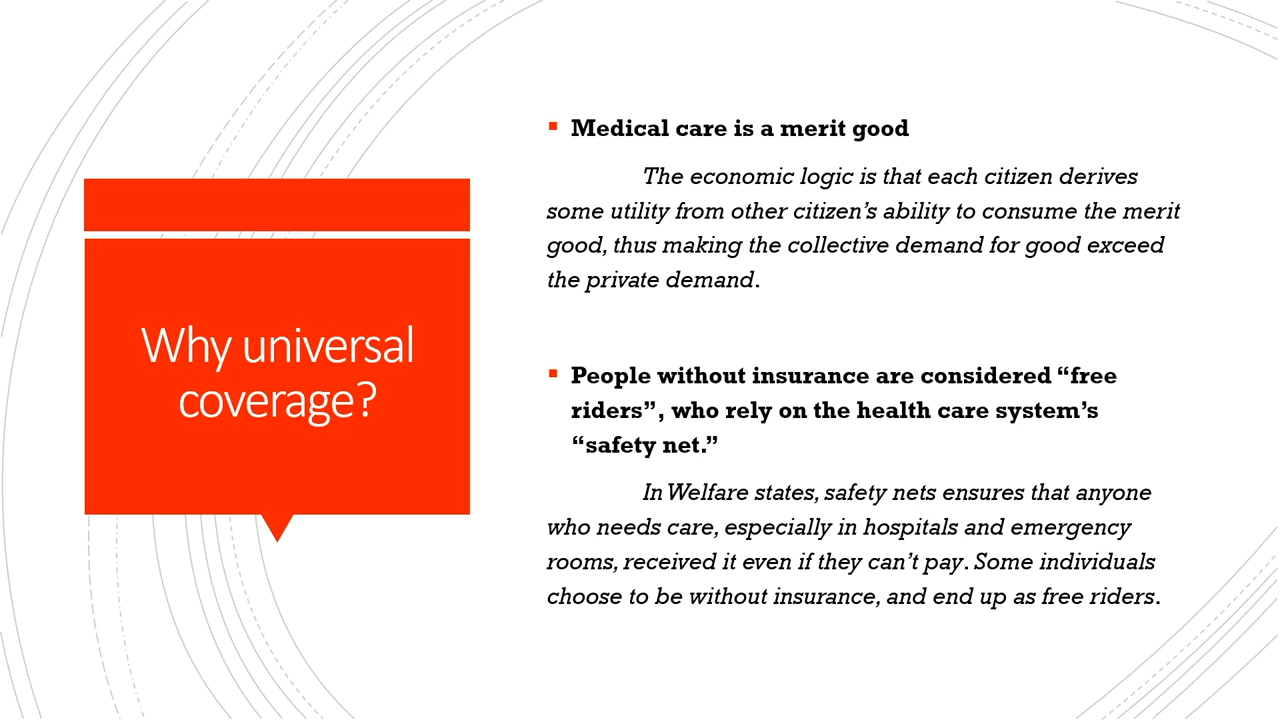 Why universal
coverage?
Medical care is a merit good
The economic logic is that each citizen derives
some utility from other citizen’s ability to consume the merit
good, thus making the collective demand for good exceed
the private demand.
People without insurance are considered “free
riders”, who rely on the health care system’s
“safety net.”
In Welfare states, safety nets ensures that anyone
who needs care, especially in hospitals and emergency
rooms, received it even if they can’t pay. Some individuals
choose to be without insurance, and end up as free riders.